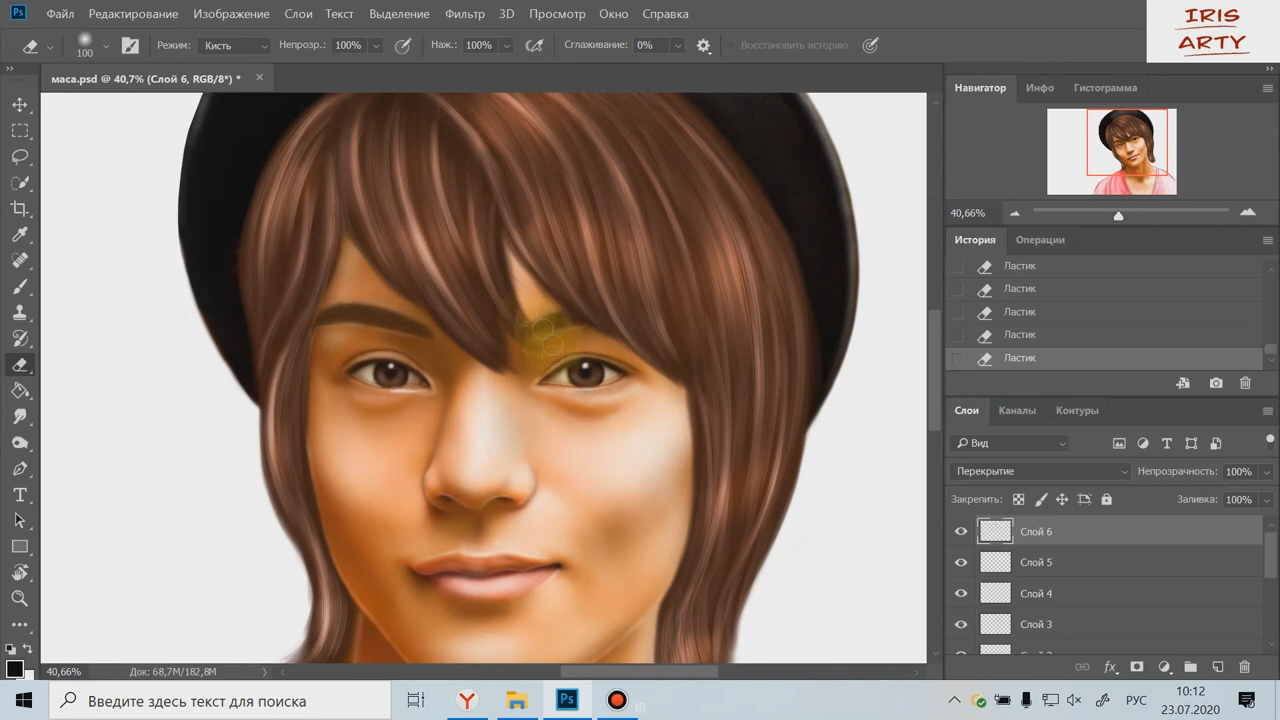 Ps Файл Редактирование Изображение Слои Текст Выделение Фильтр 3D Просмотр Окно Справка
IRIS
ARTY
100 Режим: Кисть Непрозр.: 100% Наж.: 100% Сглаживание: 0% Восстановить историю
маса.psd @ 40,7% (Слой 6, RGB/8*) *
Навигатор Инфо Гистограмма
40,66%
История Операции
Ластик
Ластик
Ластик
Ластик
Ластик
Слои Каналы Контуры
Вид
Перекрытие Непрозрачность: 100%
Закрепить: Заливка: 100%
Слой 6
Слой 5
Слой 4
Слой 3
40,66% Док: 68,7M/182,8M
Введите здесь текст для поиска
Ps
РУС
10:12
23.07.2020